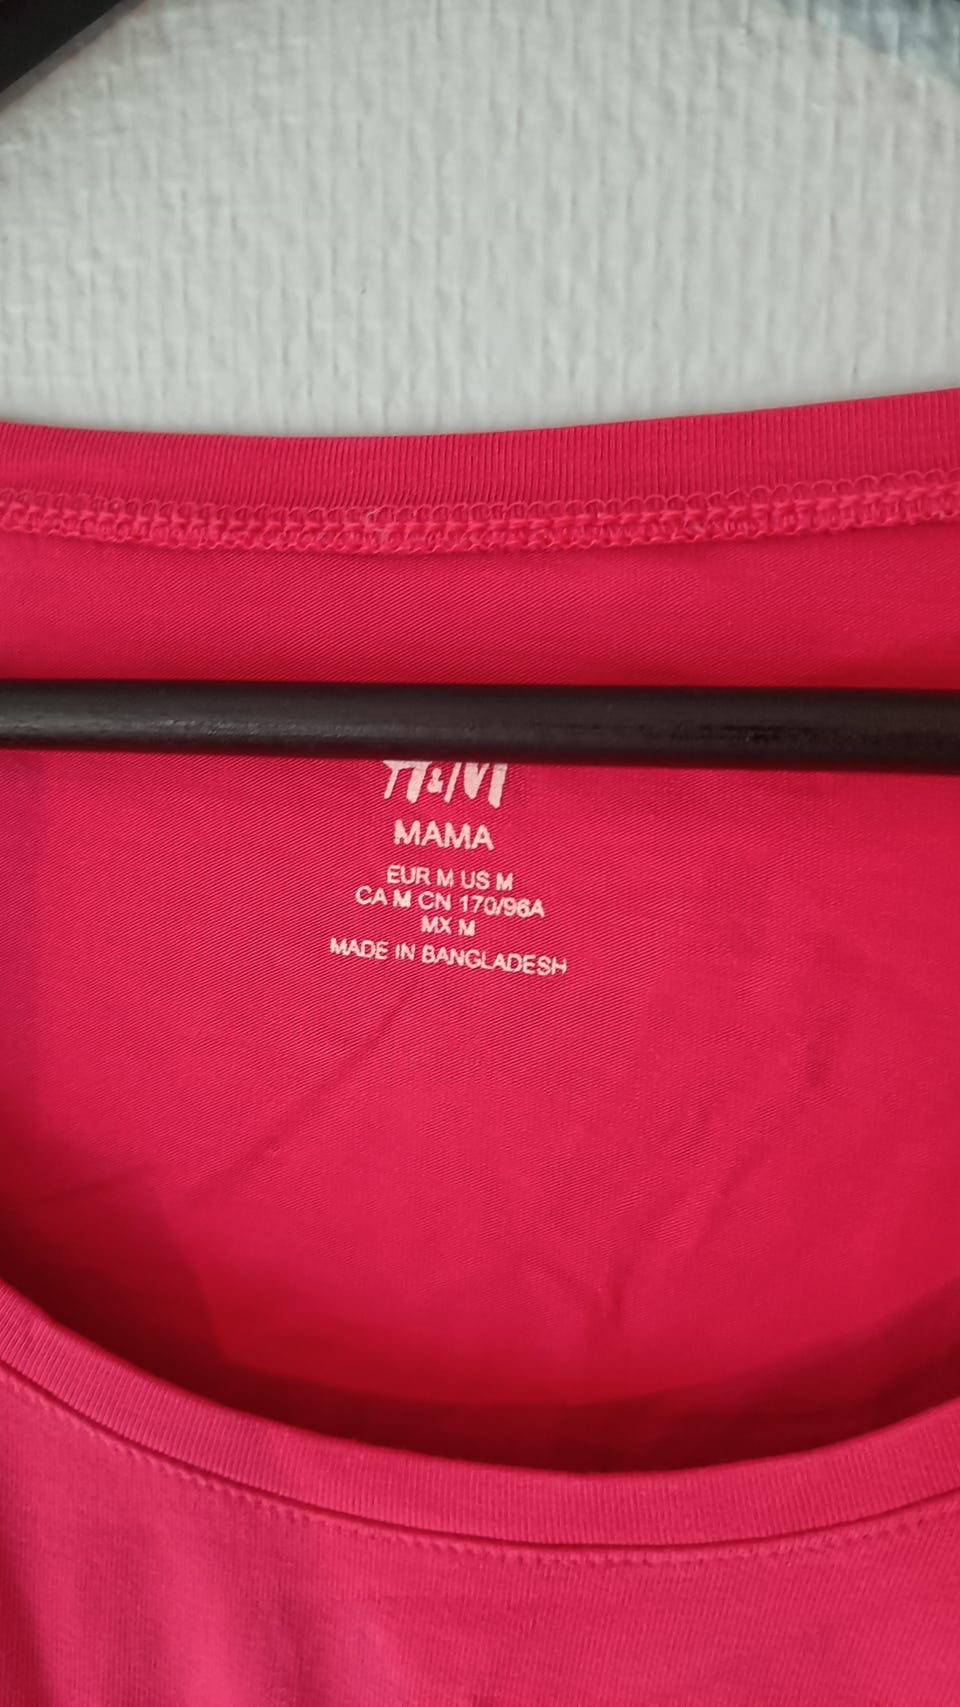 H&M
MAMA
EUR M US M
CA M CN 170/96A
MX M
MADE IN BANGLADESH